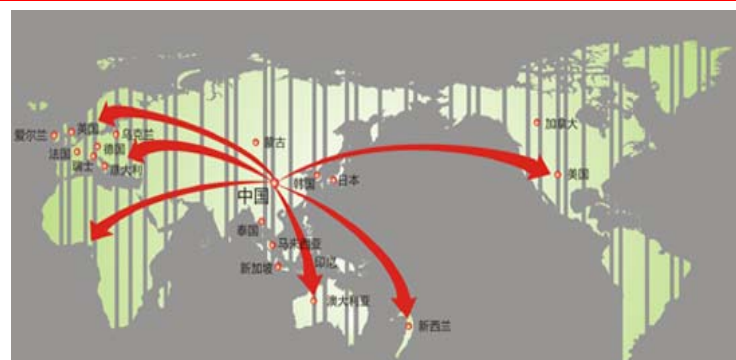 爱尔兰
英国
乌克兰
法国
德国
瑞士
意大利
蒙古
中国
韩国
日本
泰国
马来西亚
新加坡
印尼
澳大利亚
新西兰
加拿大
美国